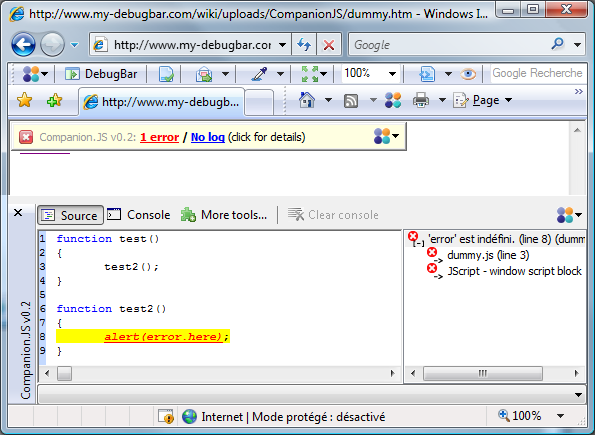 http://www.my-debugbar.com/wiki/uploads/CompanionJS/dummy.htm - Windows I...
http://www.my-debugbar.cor
Google
DebugBar
100%
Google Recherche
http://www.my-debugb...
Page
Companion.JS v0.2: 1 error / No log (click for details)
Source
Console
More tools...
Clear console
Companion.JS v0.2
1 function test()
2 {
3 test2();
4 }
5
6 function test2()
7 {
8 alert(error.here);
9 }
'error' est indéfini. (line 8) (dumm
dummy.js (line 3)
JScript - window script block
Internet | Mode protégé : désactivé
100%